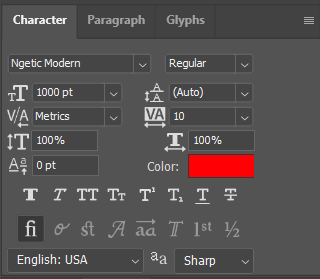 Character Paragraph Glyphs
Ngetic Modern Regular
1000 pt (Auto)
Metrics 10
100% 100%
0 pt Color:
T T TT Tt T¹ T₁ T T
fi st A aa T 1st ½
English: USA aa Sharp